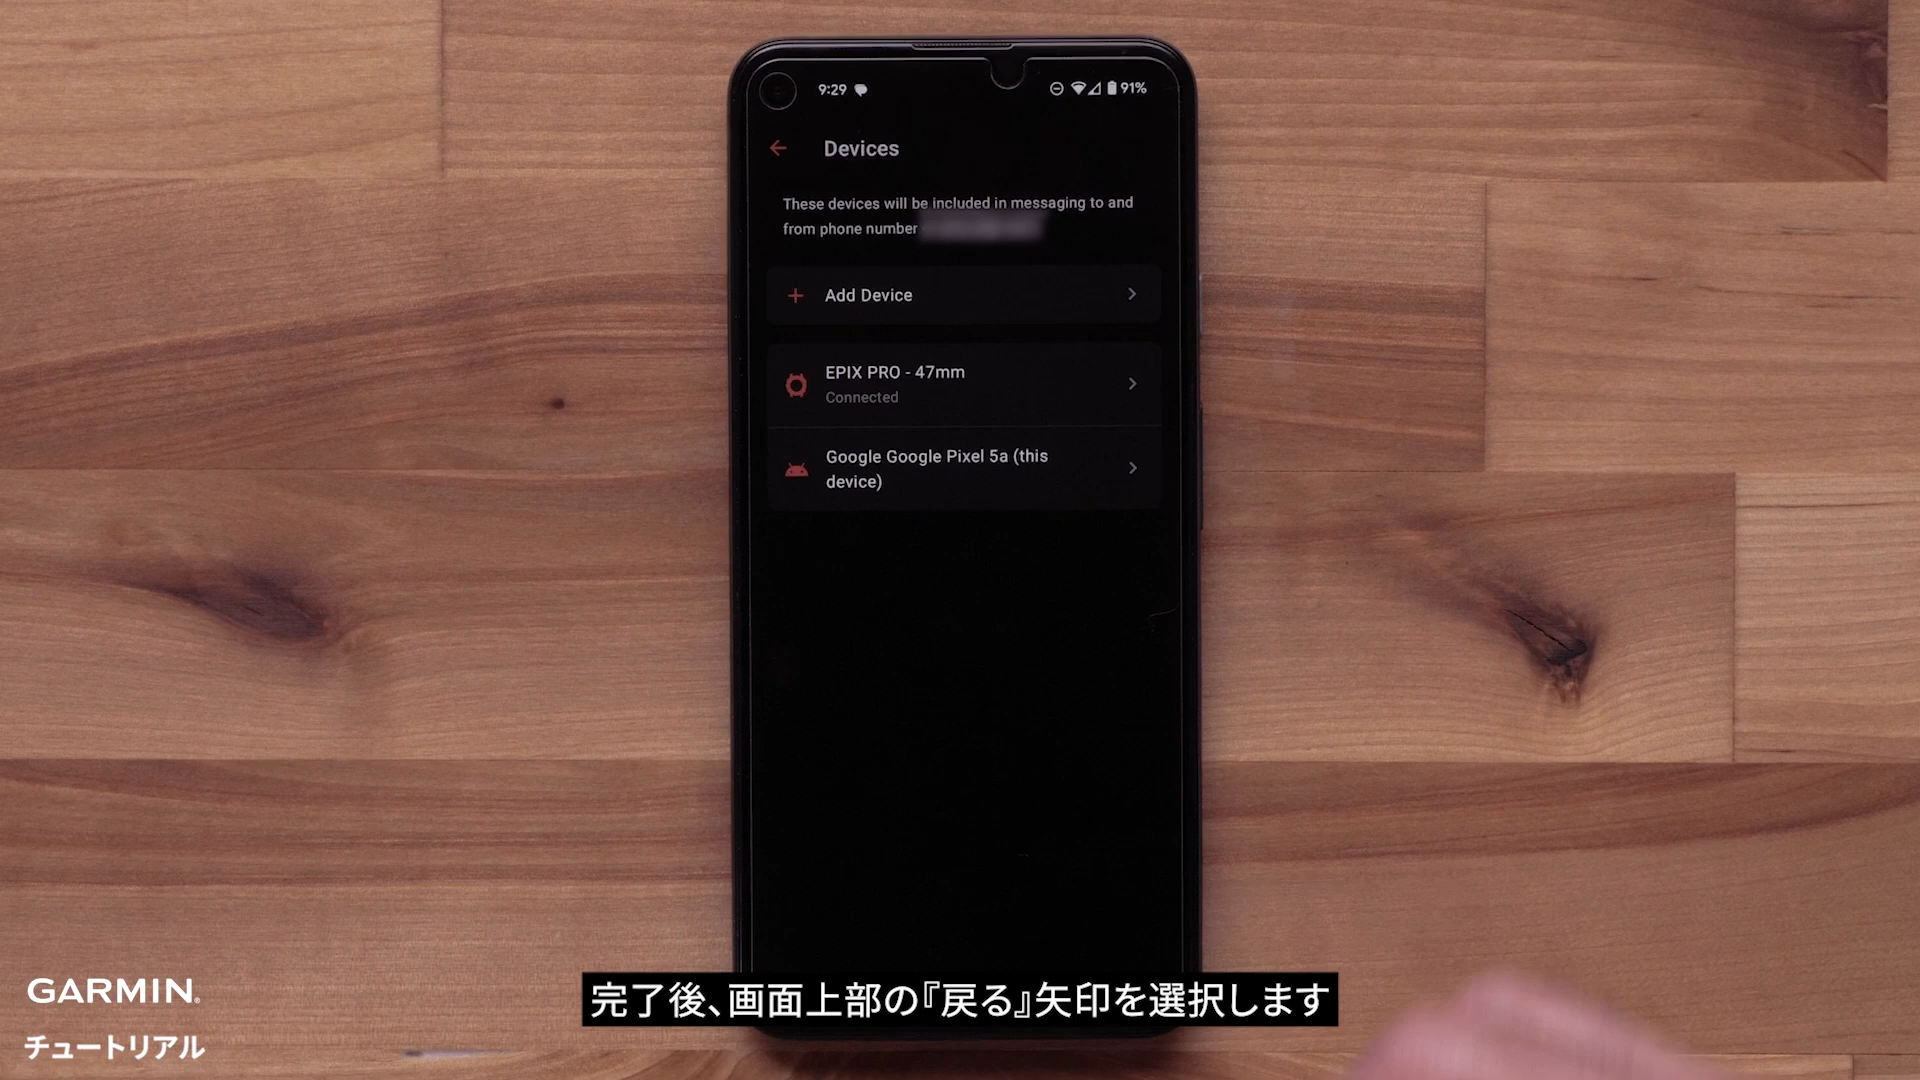 9:29
91%
Devices
These devices will be included in messaging to and
from phone number
Add Device
EPIX PRO - 47mm
Connected
Google Google Pixel 5a (this
device)
完了後、画面上部の『戻る』矢印を選択します
GARMIN
チュートリアル